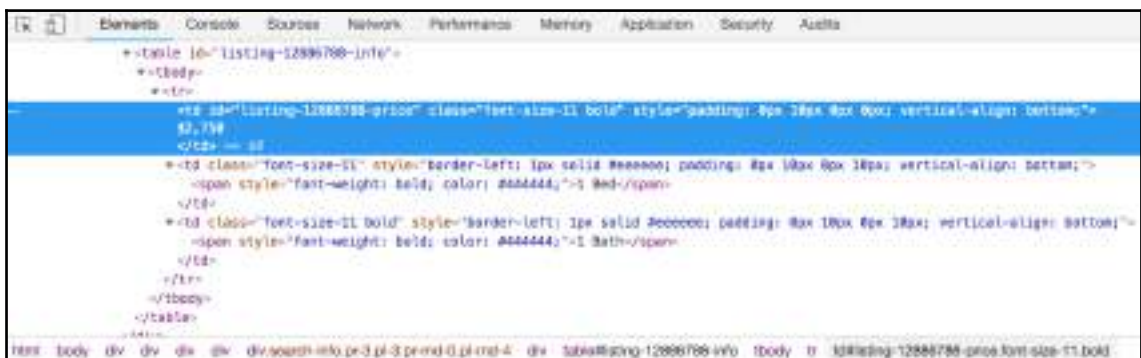 Elements Console Sources Network Performance Memory Application Security Audits
▼<table id="listing-12886788-info">
▼<tbody>
▼<tr>
<td id="listing-12886788-price" class="font-size-11 bold" style="padding: 0px 10px 0px 0px; vertical-align: bottom;">
$2,750
</td> == $0
▼<td class="font-size-11" style="border-left: 1px solid #eeeeee; padding: 0px 10px 0px 10px; vertical-align: bottom;">
<span style="font-weight: bold; color: #444444;">1 Bed</span>
</td>
▼<td class="font-size-11 bold" style="border-left: 1px solid #eeeeee; padding: 0px 10px 0px 10px; vertical-align: bottom;">
<span style="font-weight: bold; color: #444444;">1 Bath</span>
</td>
</tr>
</tbody>
</table>
html body div div div div div.search-info.pr-3.pl-3.pr-md-0.pl-md-4 div table#listing-12886788-info tbody tr td#listing-12886788-price.font-size-11.bold